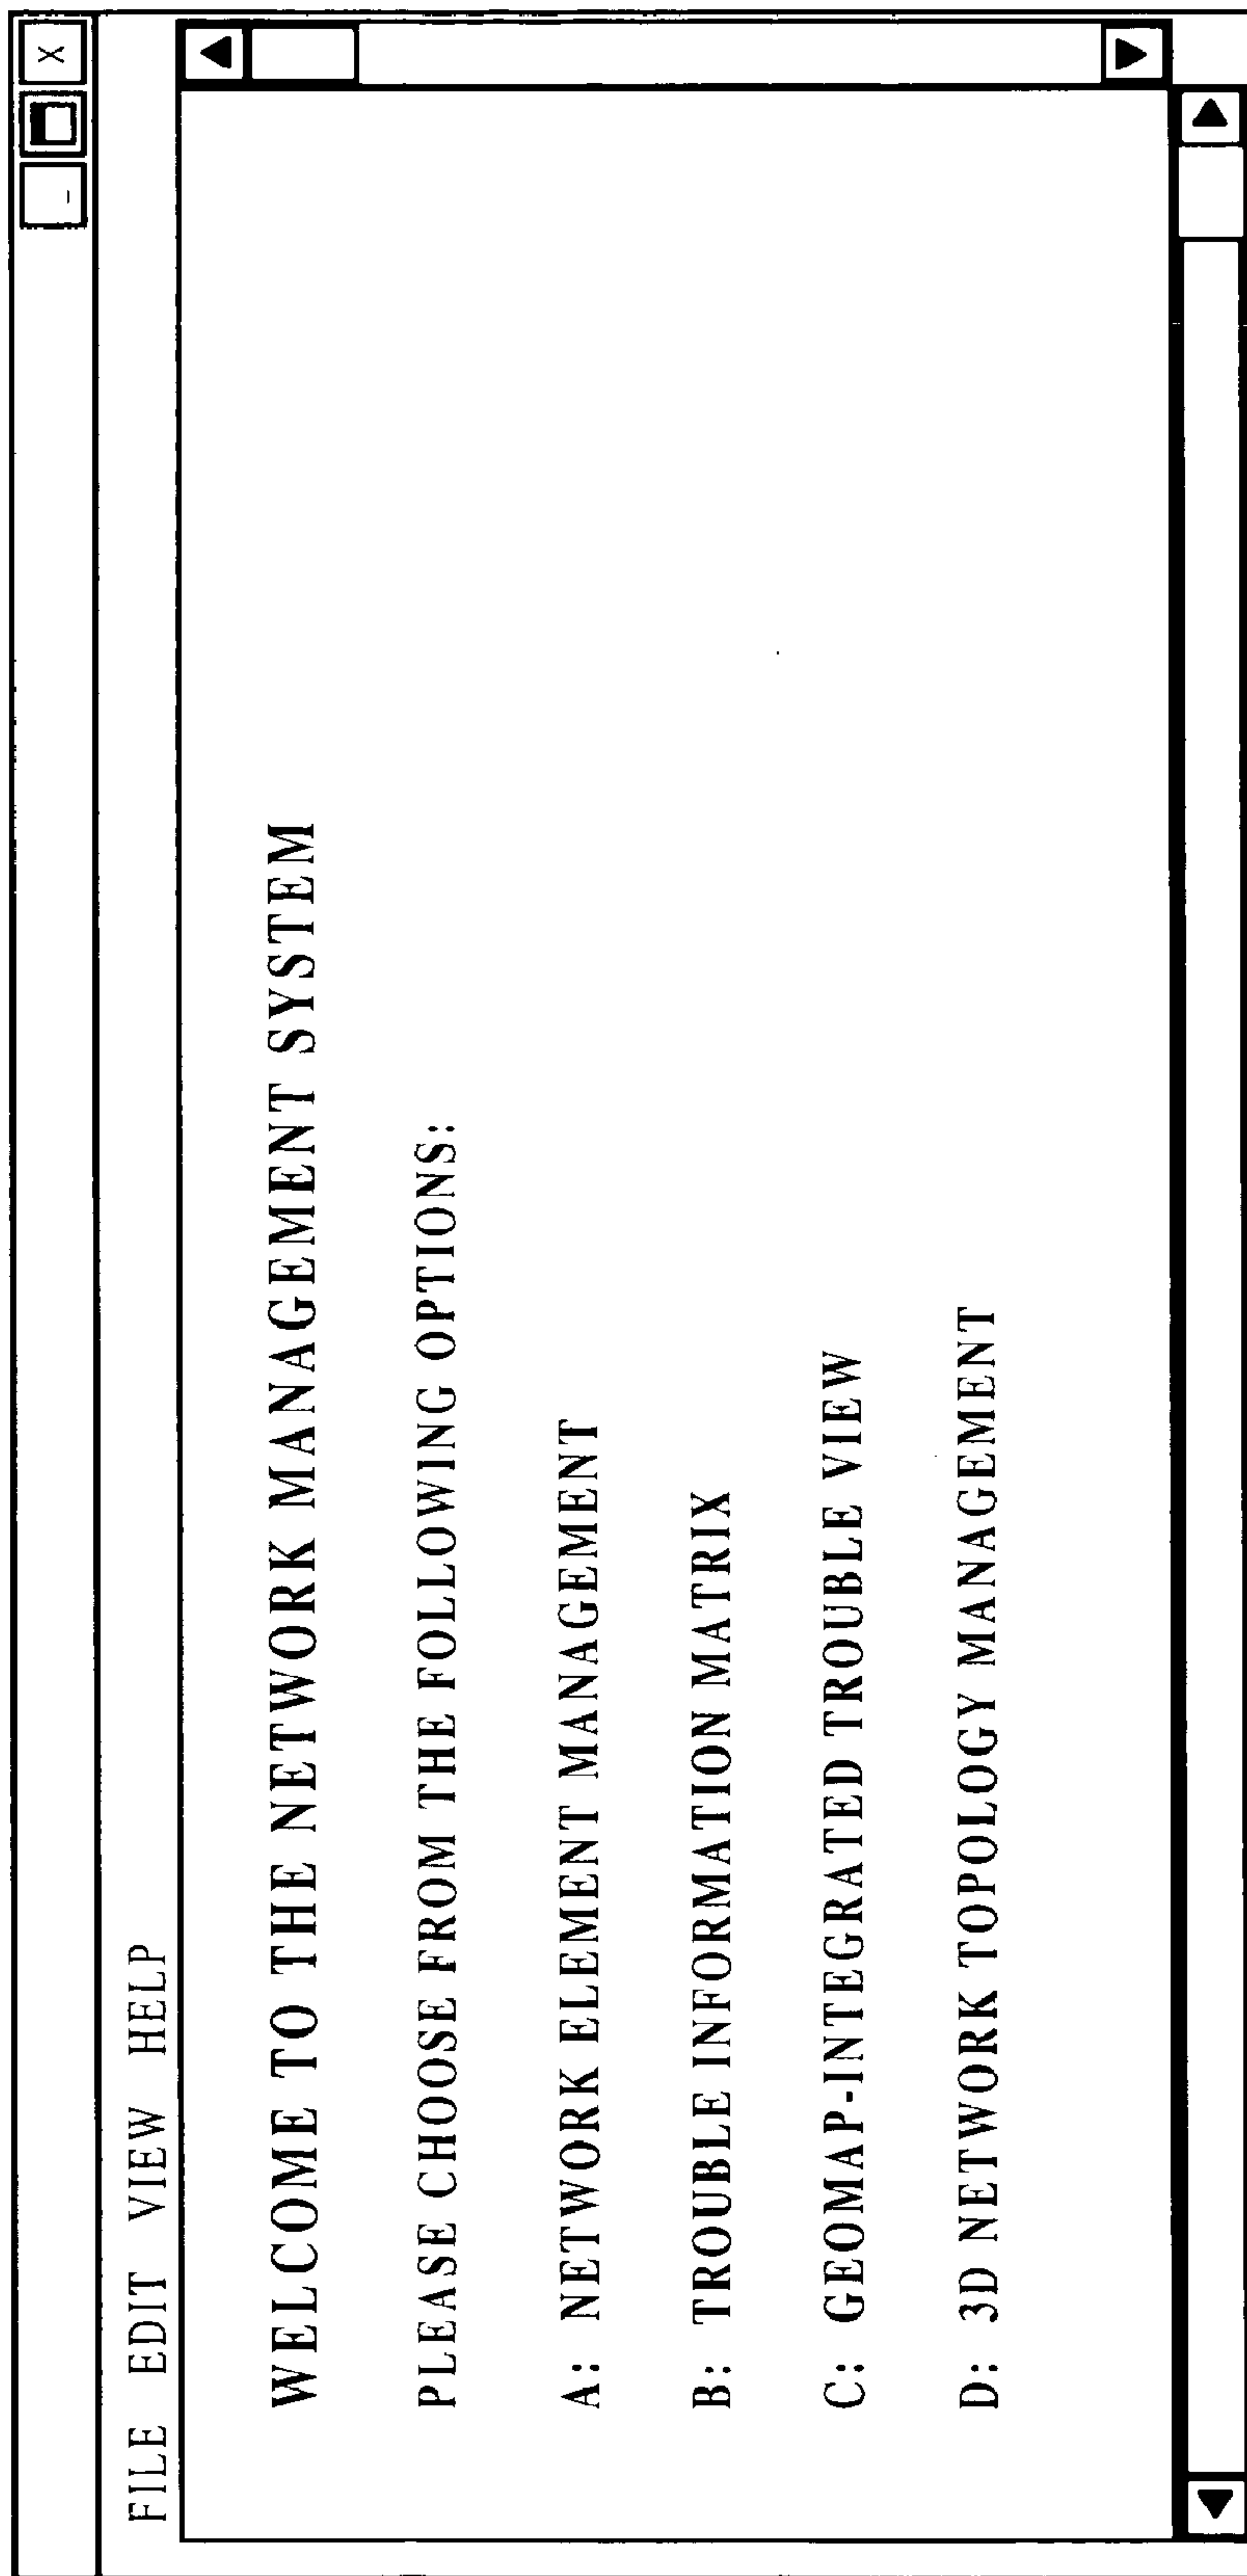 FILE EDIT VIEW HELP
WELCOME TO THE NETWORK MANAGEMENT SYSTEM
PLEASE CHOOSE FROM THE FOLLOWING OPTIONS:
A: NETWORK ELEMENT MANAGEMENT
B: TROUBLE INFORMATION MATRIX
C: GEOMAP-INTEGRATED TROUBLE VIEW
D: 3D NETWORK TOPOLOGY MANAGEMENT